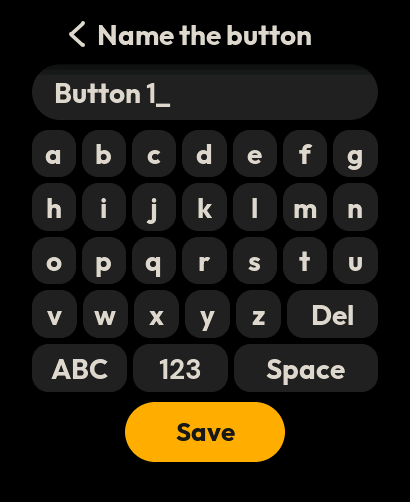 Name the button
Button 1_
a b c d e f g
h i j k l m n
o p q r s t u
v w x y z Del
ABC 123 Space
Save